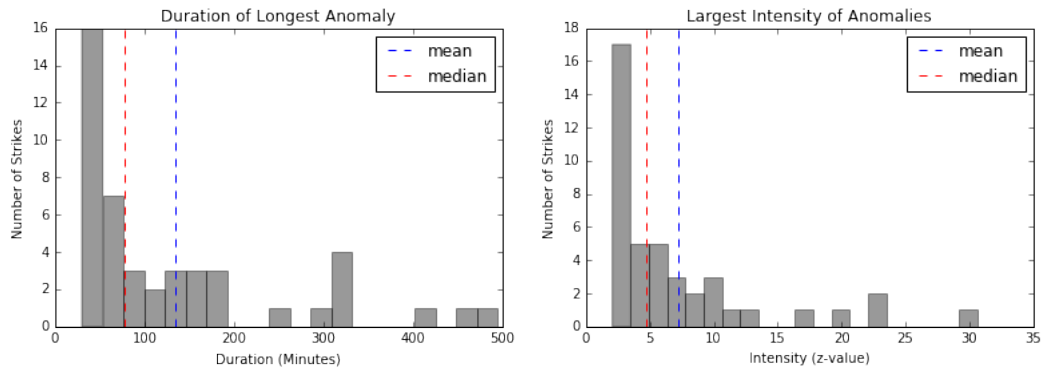 Duration of Longest Anomaly
16
14
12
10
8
6
4
2
0
Number of Strikes
mean
median
0 100 200 300 400 500
Duration (Minutes)
Largest Intensity of Anomalies
18
16
14
12
10
8
6
4
2
0
Number of Strikes
mean
median
0 5 10 15 20 25 30 35
Intensity (z-value)